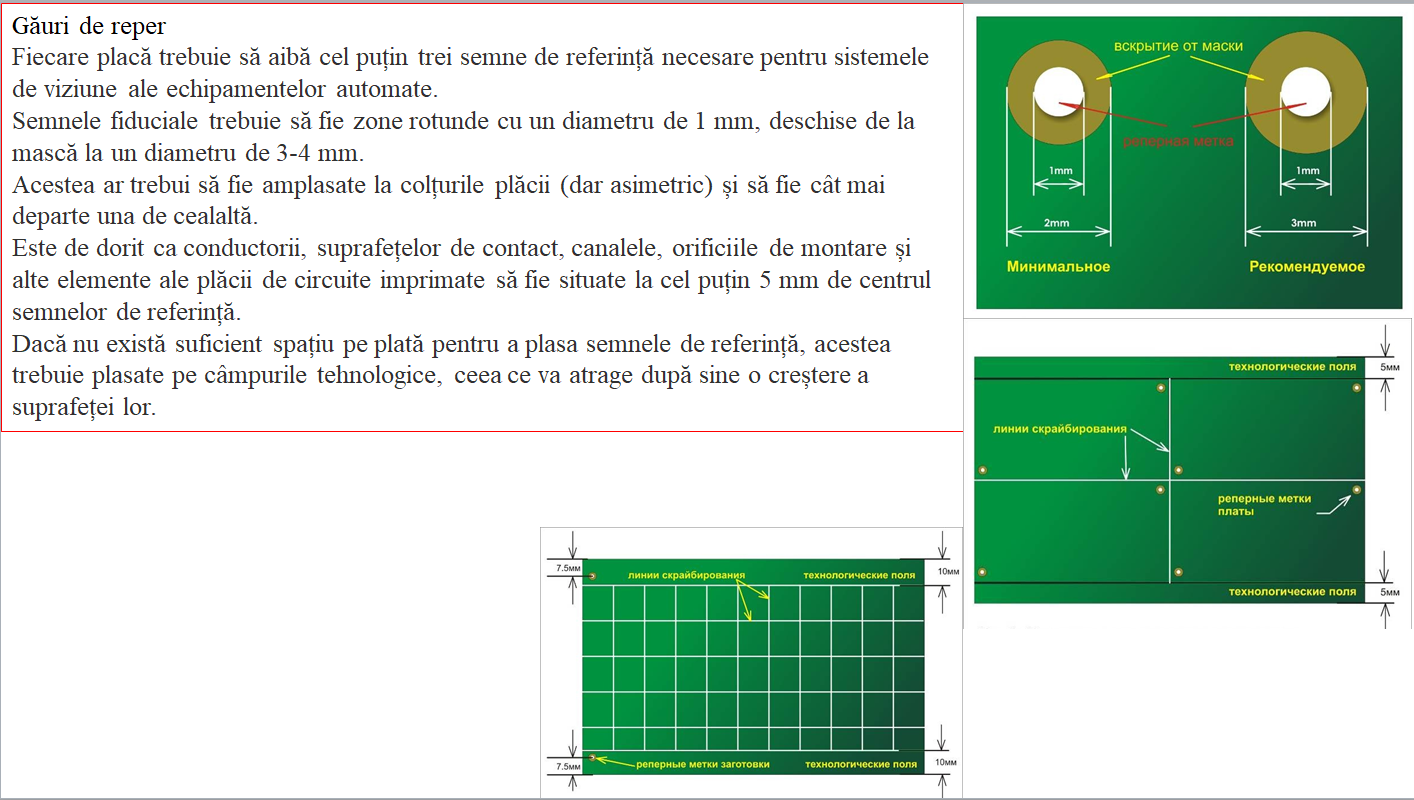 Găuri de reper
Fiecare placă trebuie să aibă cel puțin trei semne de referință necesare pentru sistemele
de viziune ale echipamentelor automate.
Semnele fiduciale trebuie să fie zone rotunde cu un diametru de 1 mm, deschise de la
mască la un diametru de 3-4 mm.
Acestea ar trebui să fie amplasate la colțurile plăcii (dar asimetric) și să fie cât mai
departe una de cealaltă.
Este de dorit ca conductorii, suprafețelor de contact, canalele, orificiile de montare și
alte elemente ale plăcii de circuite imprimate să fie situate la cel puțin 5 mm de centrul
semnelor de referință.
Dacă nu există suficient spațiu pe plată pentru a plasa semnele de referință, acestea
trebuie plasate pe câmpurile tehnologice, ceea ce va atrage după sine o creștere a
suprafeței lor.
вскрытие от маски
реперная метка
1mm
1mm
2mm
3mm
Минимальное
Рекомендуемое
технологические поля
5мм
линии скрайбирования
реперные метки
платы
технологические поля
5мм
7.5мм
линии скрайбирования
технологические поля
10мм
7.5мм
реперные метки заготовки
технологические поля
10мм